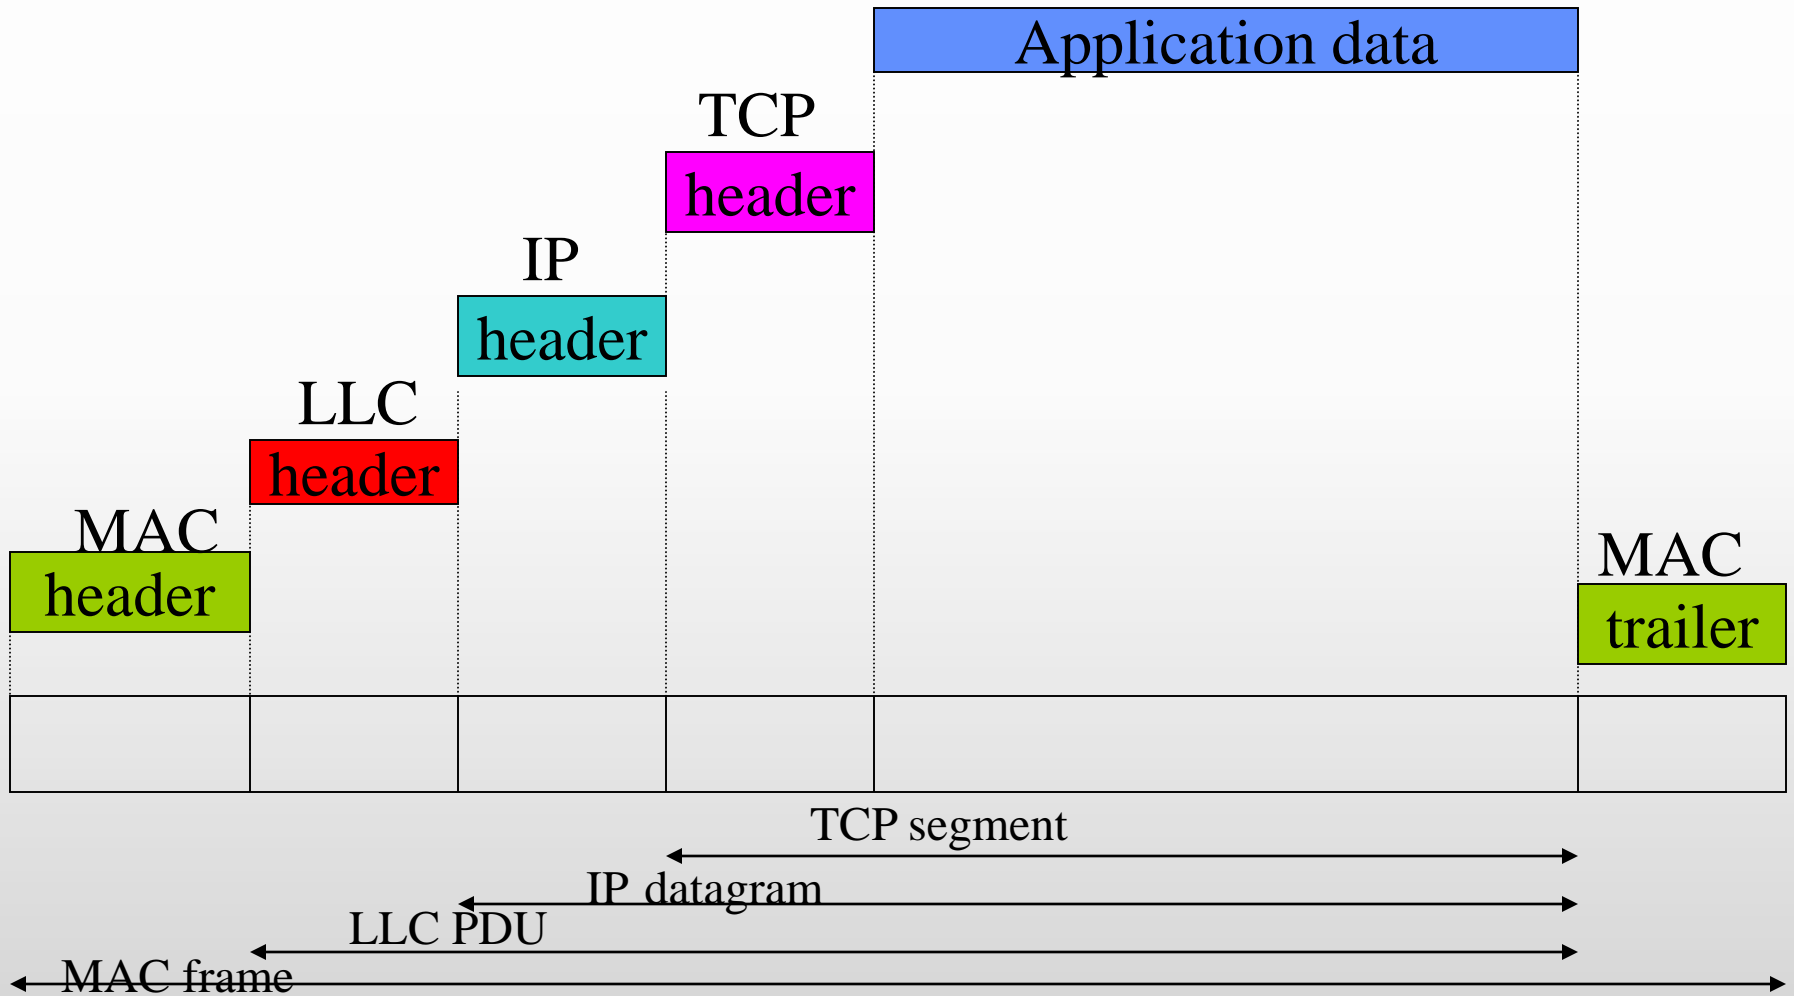 Application data
TCP
header
IP
header
LLC
header
MAC
header
MAC
trailer
TCP segment
IP datagram
LLC PDU
MAC frame